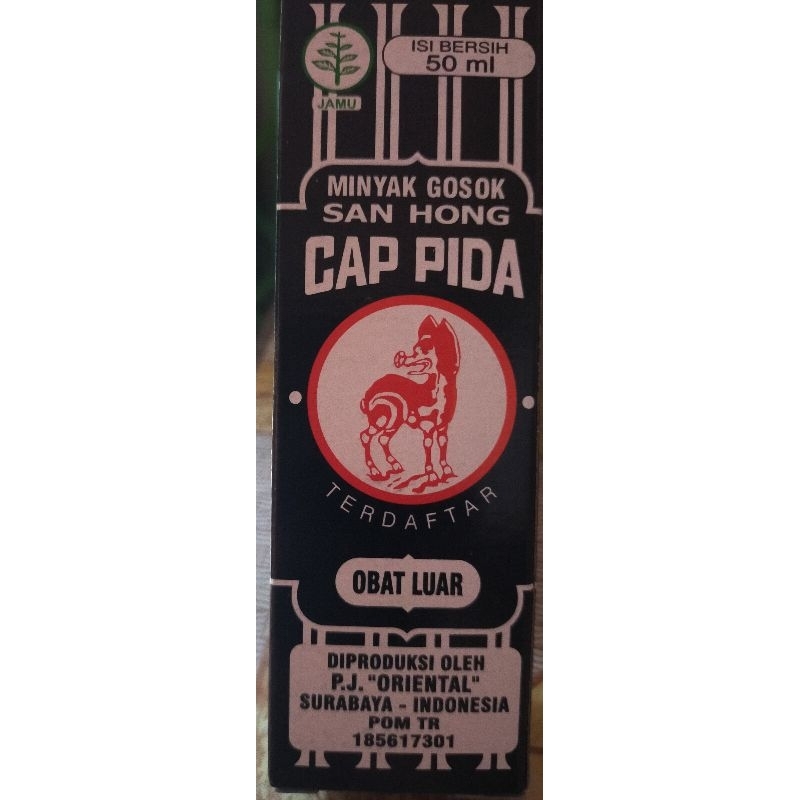 ISI BERSIH
50 ml
JAMU
MINYAK GOSOK
SAN HONG
CAP PIDA
TERDAFTAR
OBAT LUAR
DIPRODUKSI OLEH
P.J. "ORIENTAL"
SURABAYA - INDONESIA
POM TR
185617301